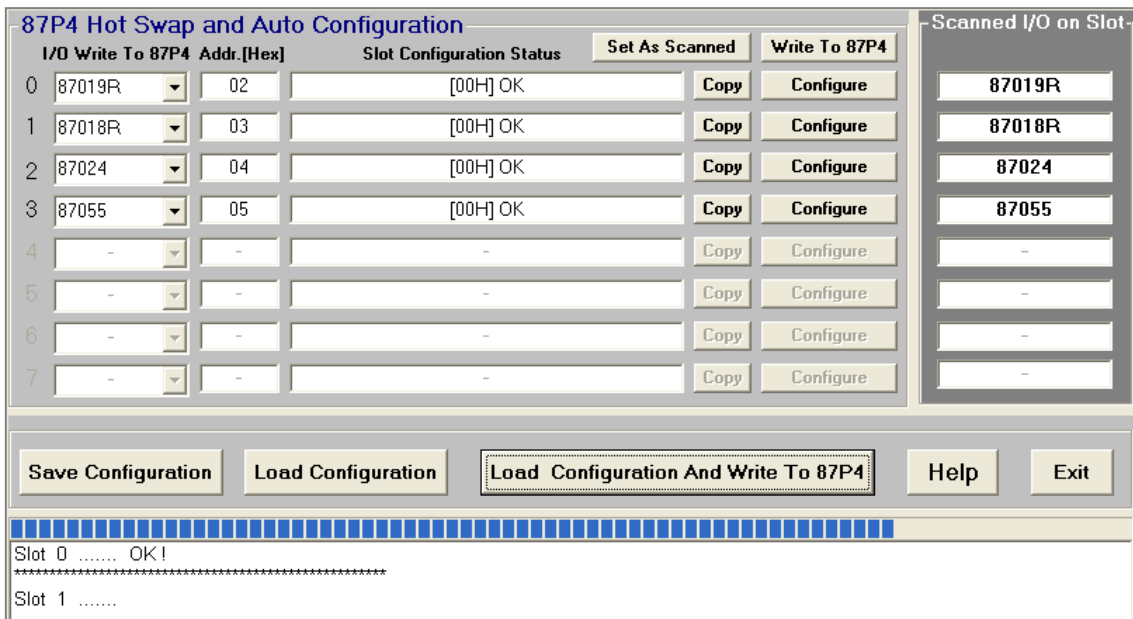 87P4 Hot Swap and Auto Configuration
Scanned I/O on Slot
I/O Write To 87P4 Addr.[Hex] Slot Configuration Status Set As Scanned Write To 87P4
0 87019R 02 [00H] OK Copy Configure 87019R
1 87018R 03 [00H] OK Copy Configure 87018R
2 87024 04 [00H] OK Copy Configure 87024
3 87055 05 [00H] OK Copy Configure 87055
4 - - - Copy Configure -
5 - - - Copy Configure -
6 - - - Copy Configure -
7 - - - Copy Configure -
Save Configuration Load Configuration Load Configuration And Write To 87P4 Help Exit
Slot 0 ....... OK !
*****************************************************
Slot 1 .......